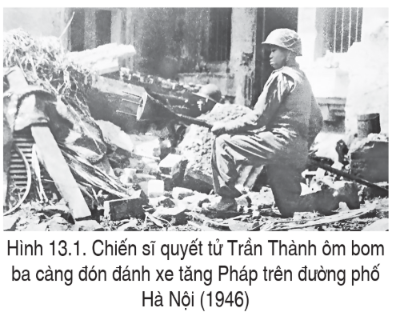 Hình 13.1. Chiến sĩ quyết tử Trần Thành ôm bom
ba càng đón đánh xe tăng Pháp trên đường phố
Hà Nội (1946)